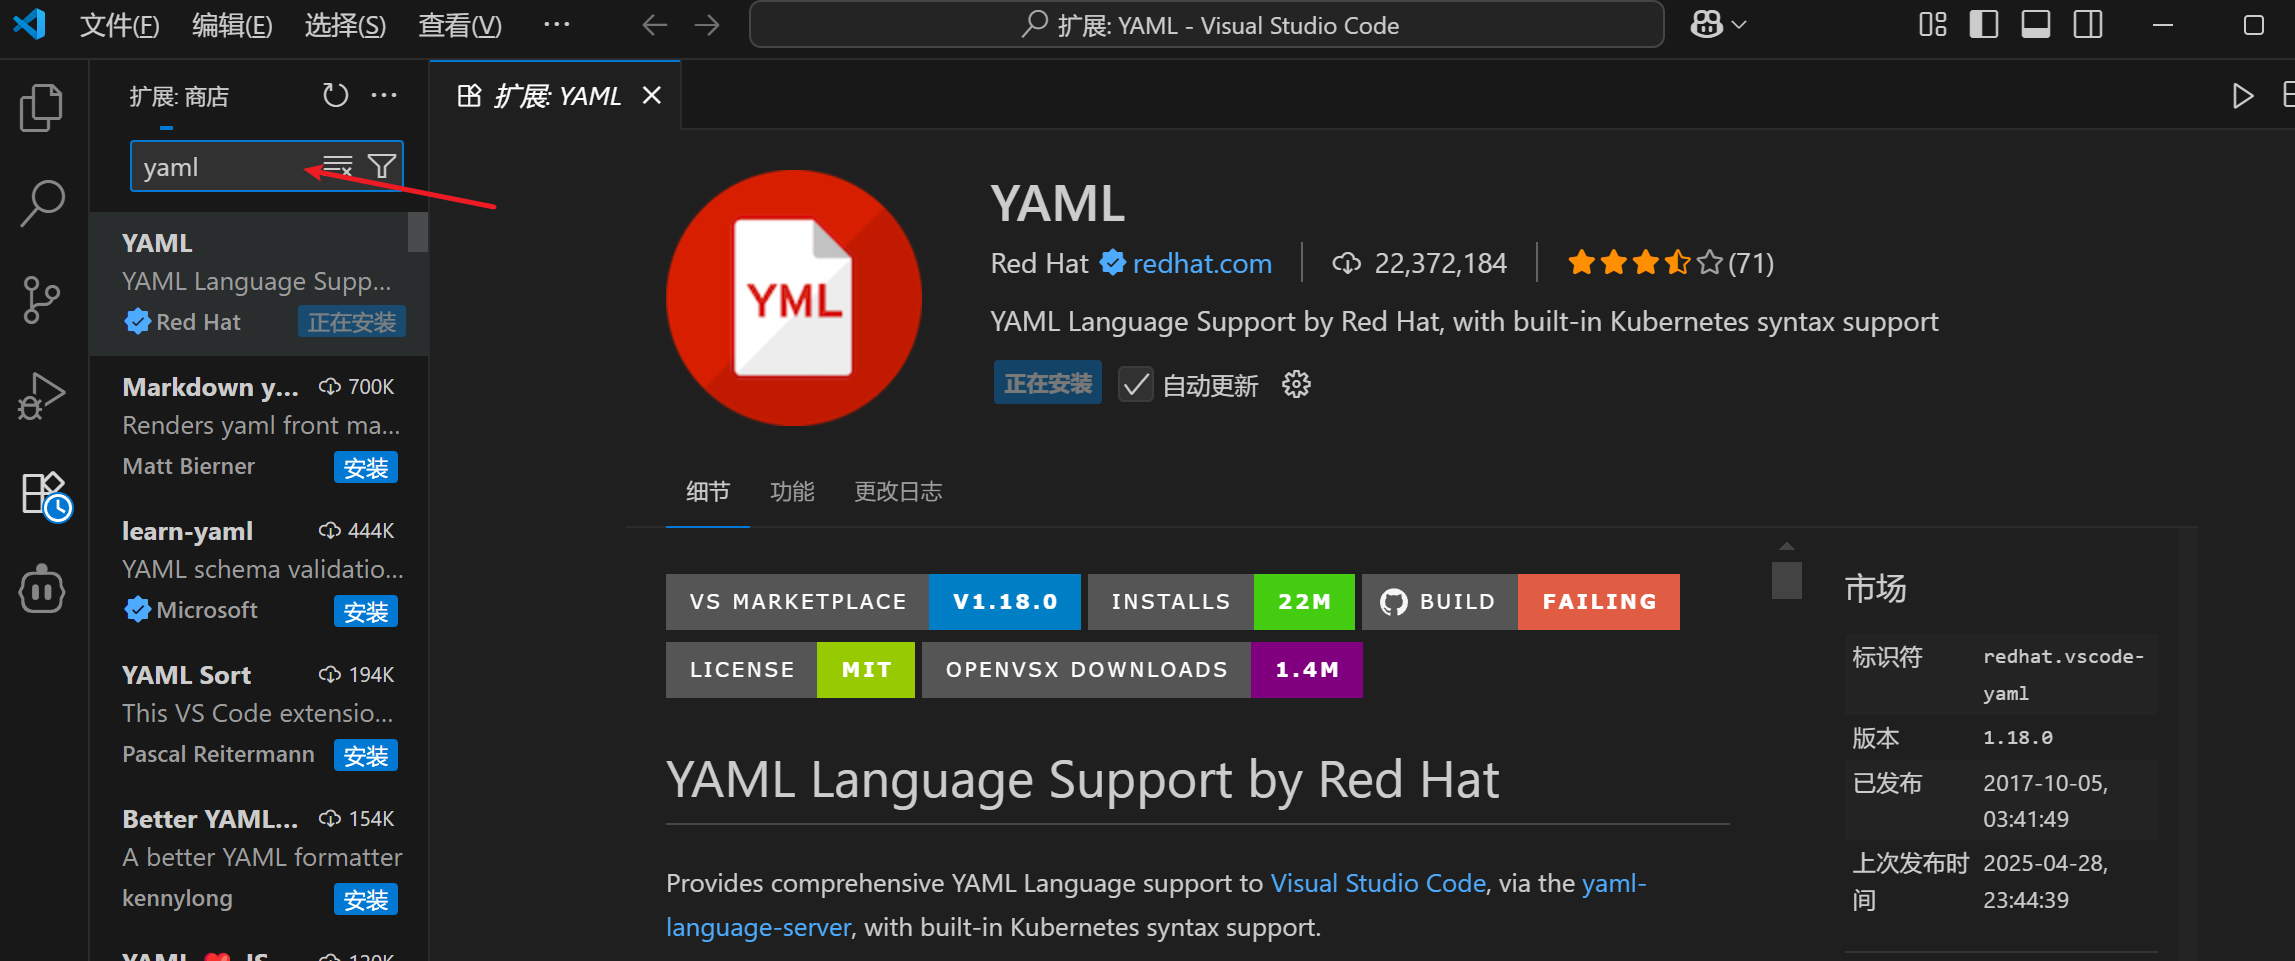 文件(F) 编辑(E) 选择(S) 查看(V) ···
扩展: YAML - Visual Studio Code
扩展: 商店
扩展: YAML
yaml
YAML
YAML Language Supp...
Red Hat 正在安装
Markdown y... 700K
Renders yaml front ma...
Matt Bierner 安装
learn-yaml 444K
YAML schema validatio...
Microsoft 安装
YAML Sort 194K
This VS Code extensio...
Pascal Reitermann 安装
Better YAML... 154K
A better YAML formatter
kennylong 安装
YML
YAML
Red Hat redhat.com 22,372,184 (71)
YAML Language Support by Red Hat, with built-in Kubernetes syntax support
正在安装 自动更新
细节 功能 更改日志
VS MARKETPLACE V1.18.0 INSTALLS 22M BUILD FAILING
LICENSE MIT OPENVSX DOWNLOADS 1.4M
YAML Language Support by Red Hat
Provides comprehensive YAML Language support to Visual Studio Code, via the yaml-
language-server, with built-in Kubernetes syntax support.
市场
标识符 redhat.vscode-
yaml
版本 1.18.0
已发布 2017-10-05,
03:41:49
上次发布时 2025-04-28,
间 23:44:39